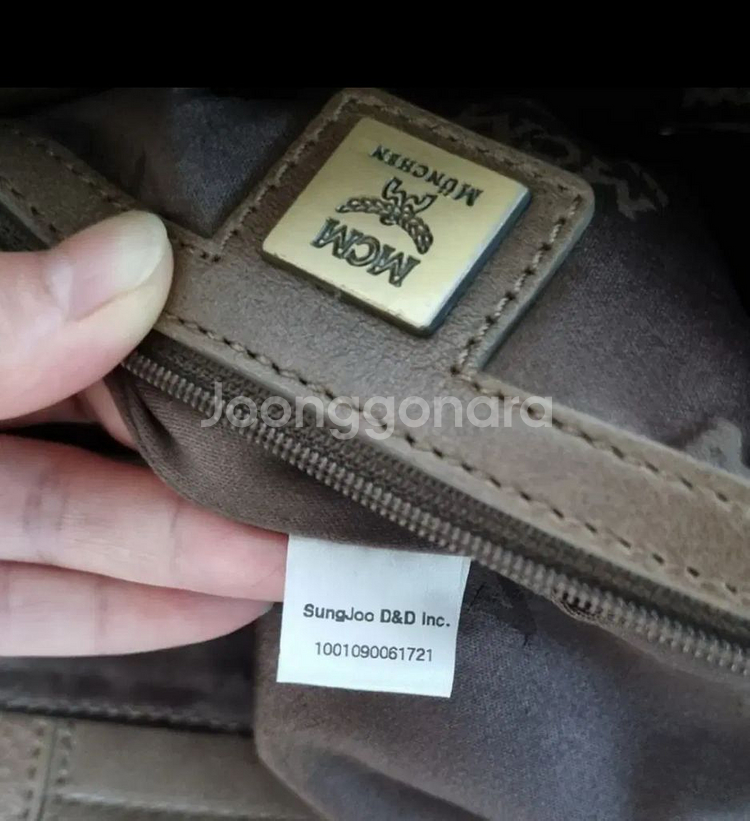 MCM
MÜNCHEN
Joonggonara
SungJoo D&D Inc.
1001090061721